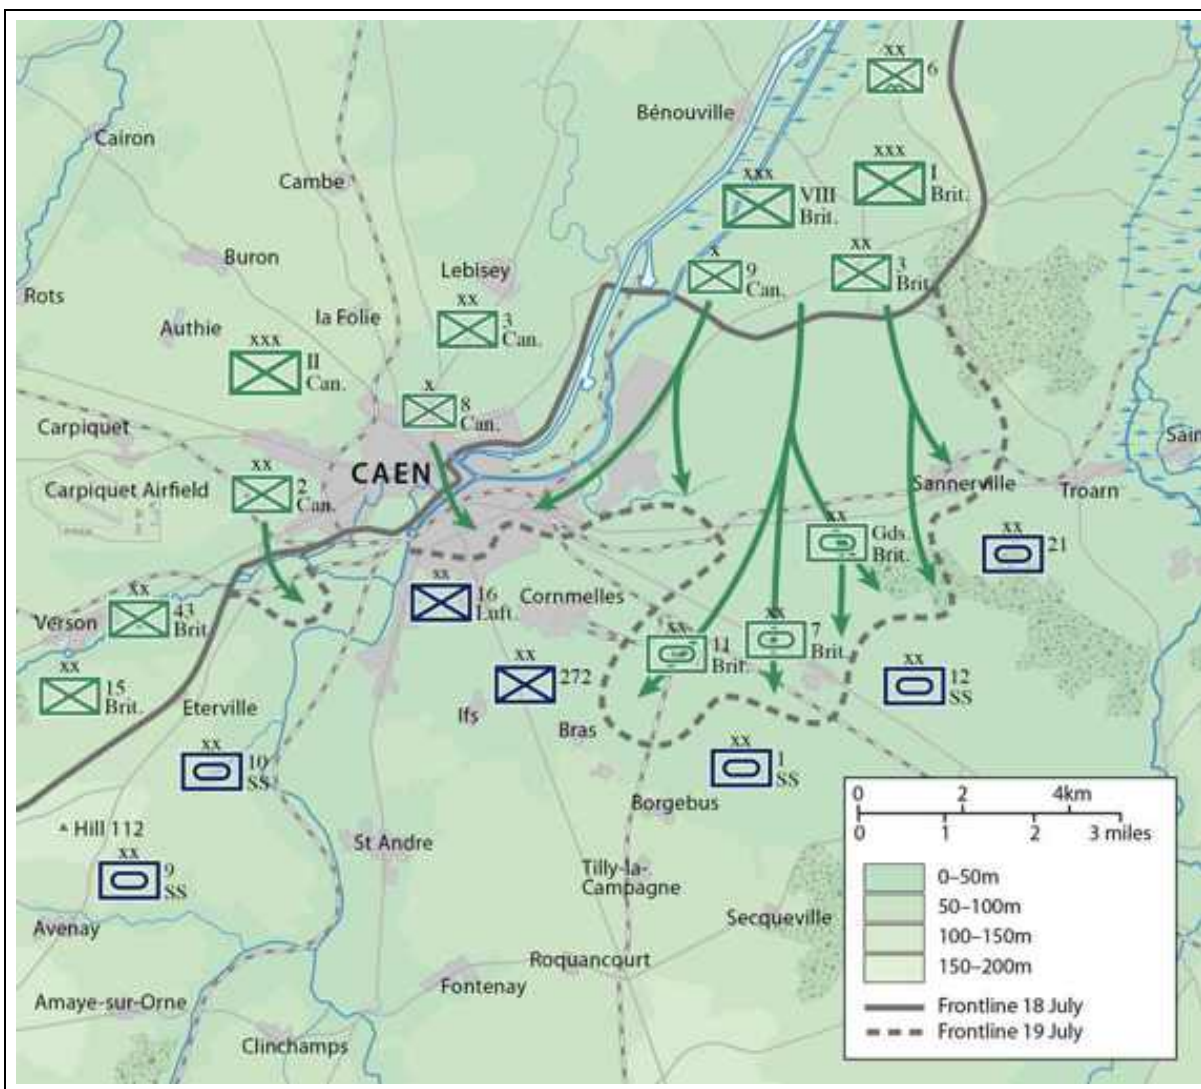 xx
6
Bénouville
xxx
I
Brit.
xxx
VIII
Brit.
Cairon
Cambe
Buron
Lebisey
x
9
Can.
xx
3
Brit.
Rots
Authie
la Folie
xx
3
Can.
xxx
II
Can.
x
8
Can.
Carpiquet
CAEN
Carpiquet Airfield
xx
2
Can.
Sannerville
Troarn
Sain
xx
Gds.
Brit.
xx
21
xx
16
Luft.
Cornmelles
Verson
xx
43
Brit.
xx
11
Brit.
xx
7
Brit.
xx
15
Brit.
Eterville
xx
272
xx
12
SS
Ifs
Bras
xx
10
SS
xx
1
SS
Borgebus
Hill 112
xx
9
SS
St Andre
Tilly-la-
Campagne
Secqueville
Avenay
Roquancourt
Fontenay
Amaye-sur-Orne
Clinchamps
0 2 4km
0 1 2 3 miles
0–50m
50–100m
100–150m
150–200m
Frontline 18 July
Frontline 19 July